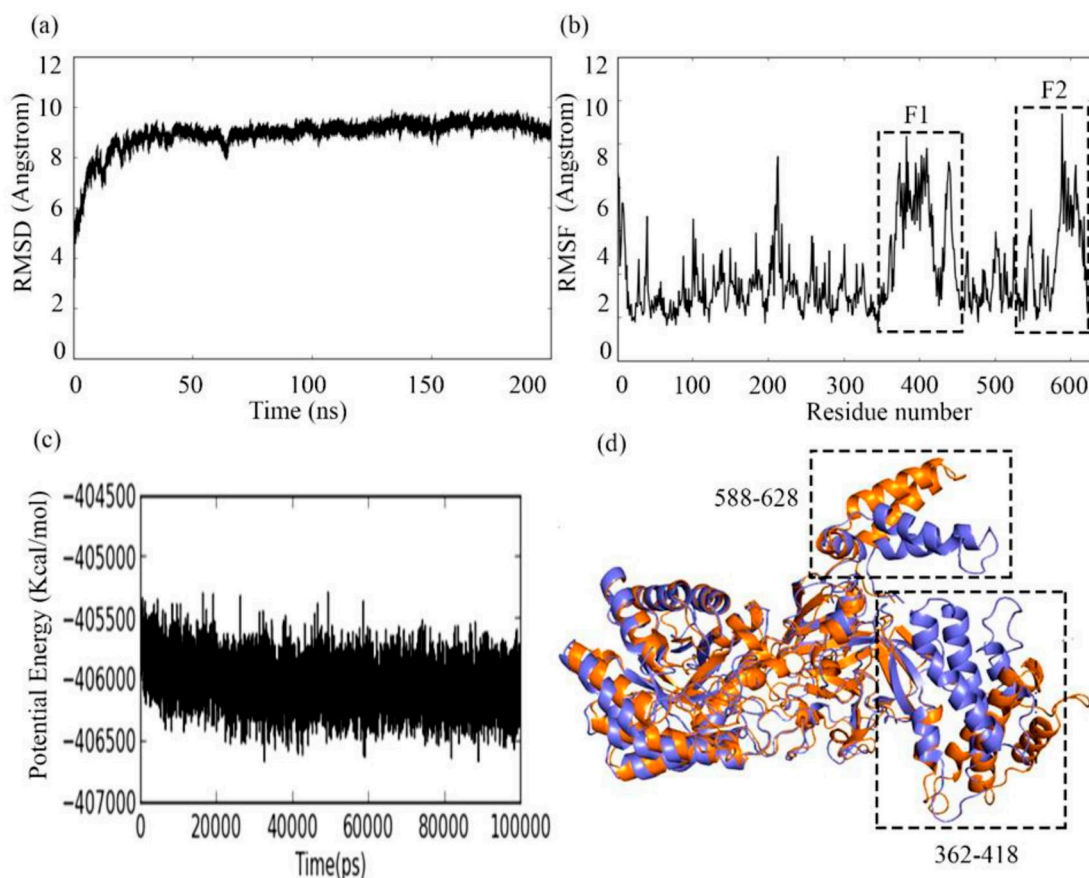 (a)
12
10
8
6
4
2
0
RMSD (Angstrom)
0 50 100 150 200
Time (ns)
(b)
12
10
8
6
4
2
0
RMSF (Angstrom)
F1
F2
0 100 200 300 400 500 600
Residue number
(c)
−404500
−405000
−405500
−406000
−406500
−407000
Potential Energy (Kcal/mol)
0 20000 40000 60000 80000 100000
Time(ps)
(d)
588-628
362-418